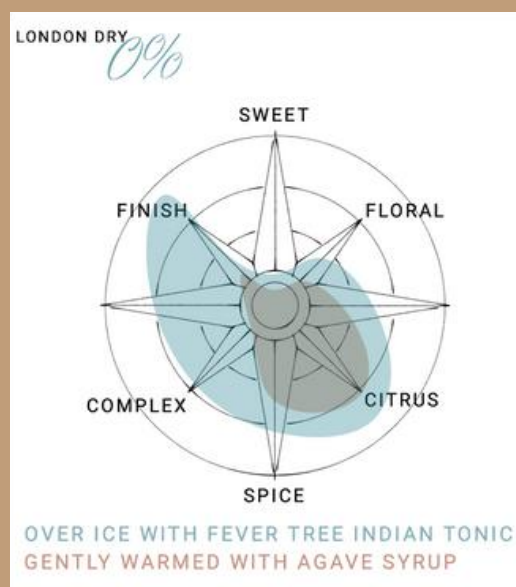 LONDON DRY
0%
SWEET
FINISH FLORAL
COMPLEX CITRUS
SPICE
OVER ICE WITH FEVER TREE INDIAN TONIC
GENTLY WARMED WITH AGAVE SYRUP